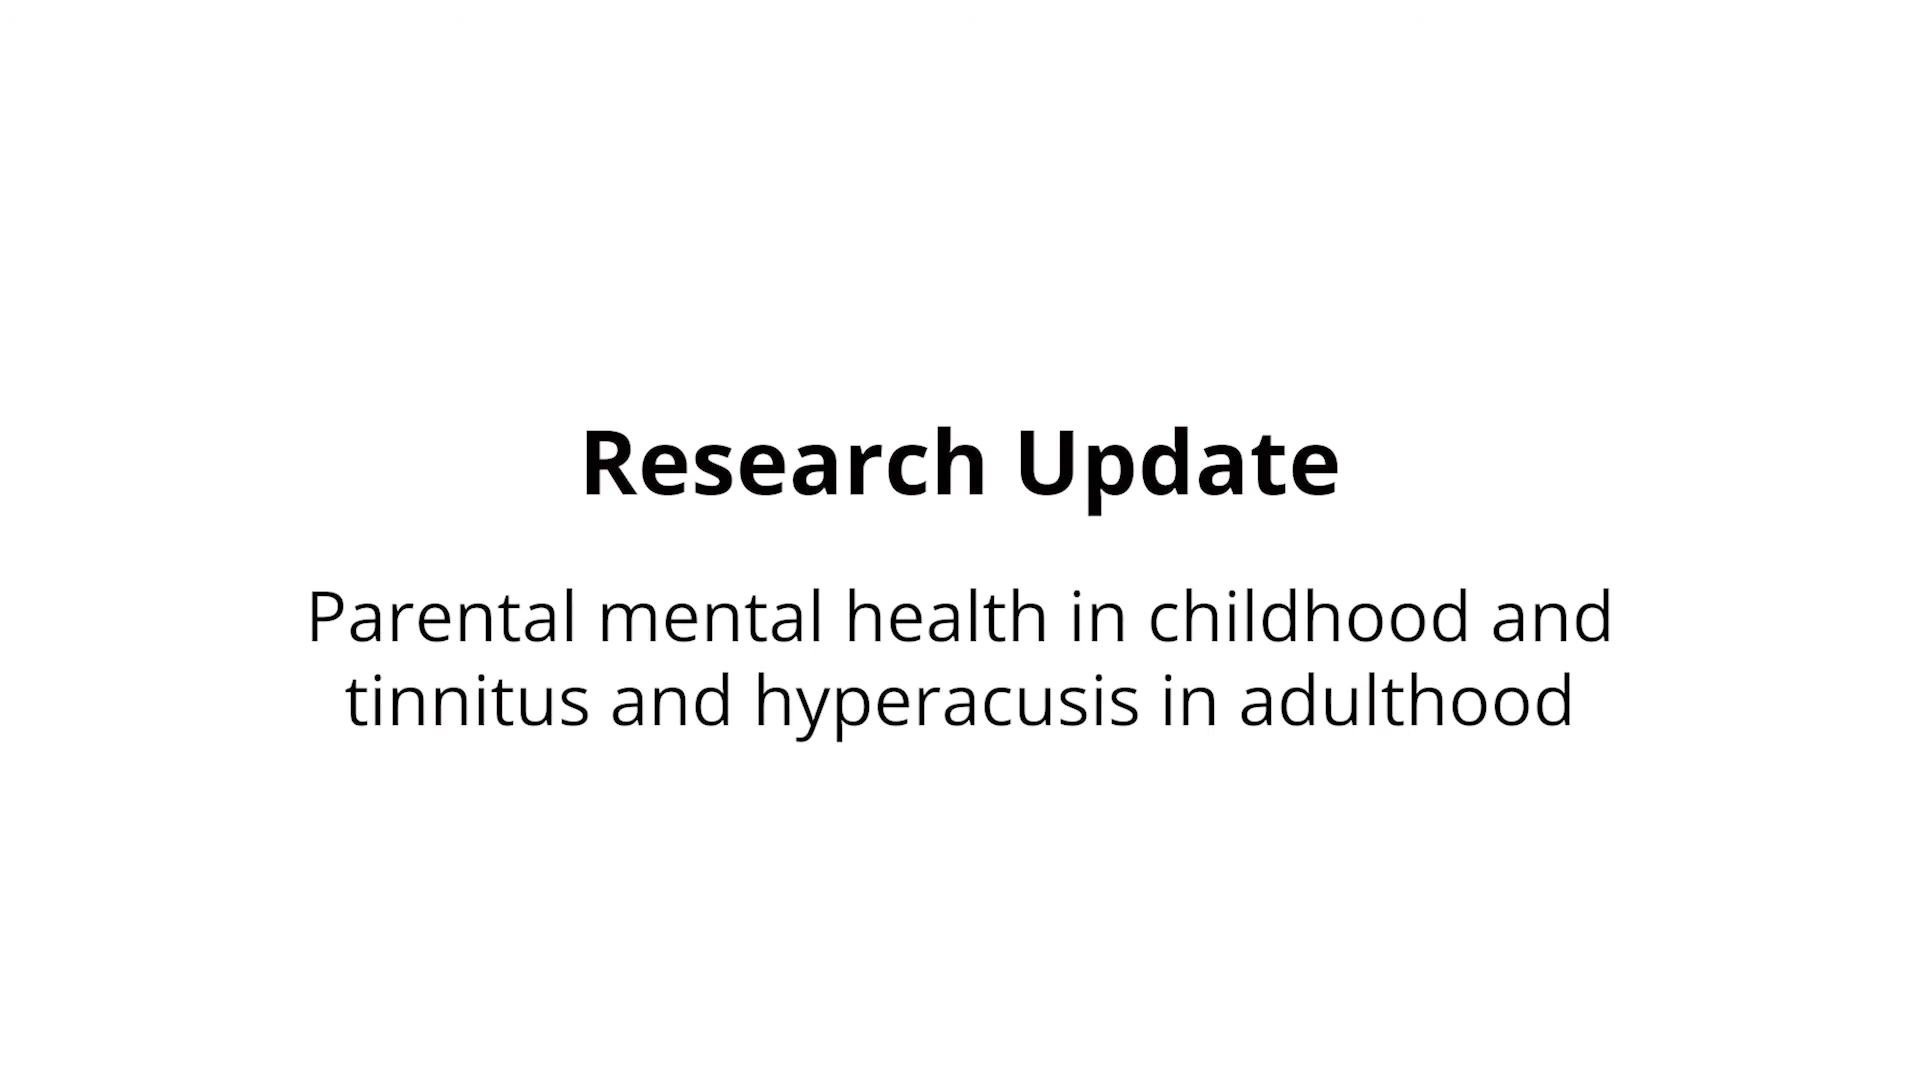 Research Update
Parental mental health in childhood and
tinnitus and hyperacusis in adulthood